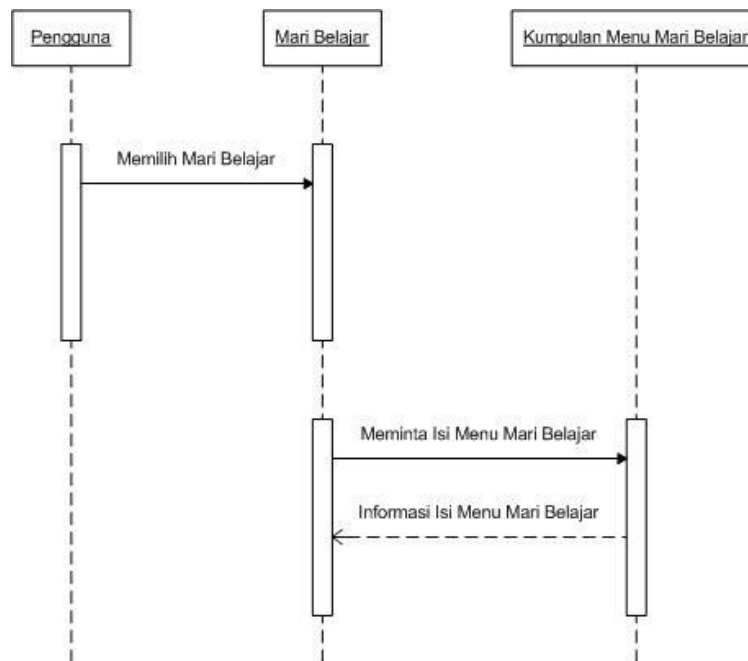 Pengguna
Mari Belajar
Kumpulan Menu Mari Belajar
Memilih Mari Belajar
Meminta Isi Menu Mari Belajar
Informasi Isi Menu Mari Belajar